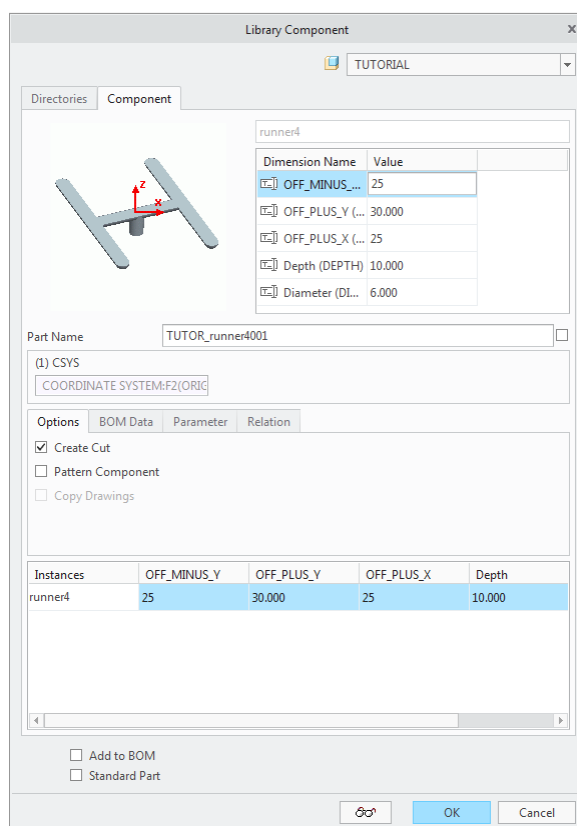 Library Component x
TUTORIAL
Directories Component
z
x
runner4
Dimension Name Value
OFF_MINUS_... 25
OFF_PLUS_Y (... 30.000
OFF_PLUS_X (... 25
Depth (DEPTH) 10.000
Diameter (DI... 6.000
Part Name TUTOR_runner4001
(1) CSYS
COORDINATE SYSTEM:F2(ORIG
Options BOM Data Parameter Relation
Create Cut
Pattern Component
Copy Drawings
Instances OFF_MINUS_Y OFF_PLUS_Y OFF_PLUS_X Depth
runner4 25 30.000 25 10.000
Add to BOM
Standard Part
OK Cancel